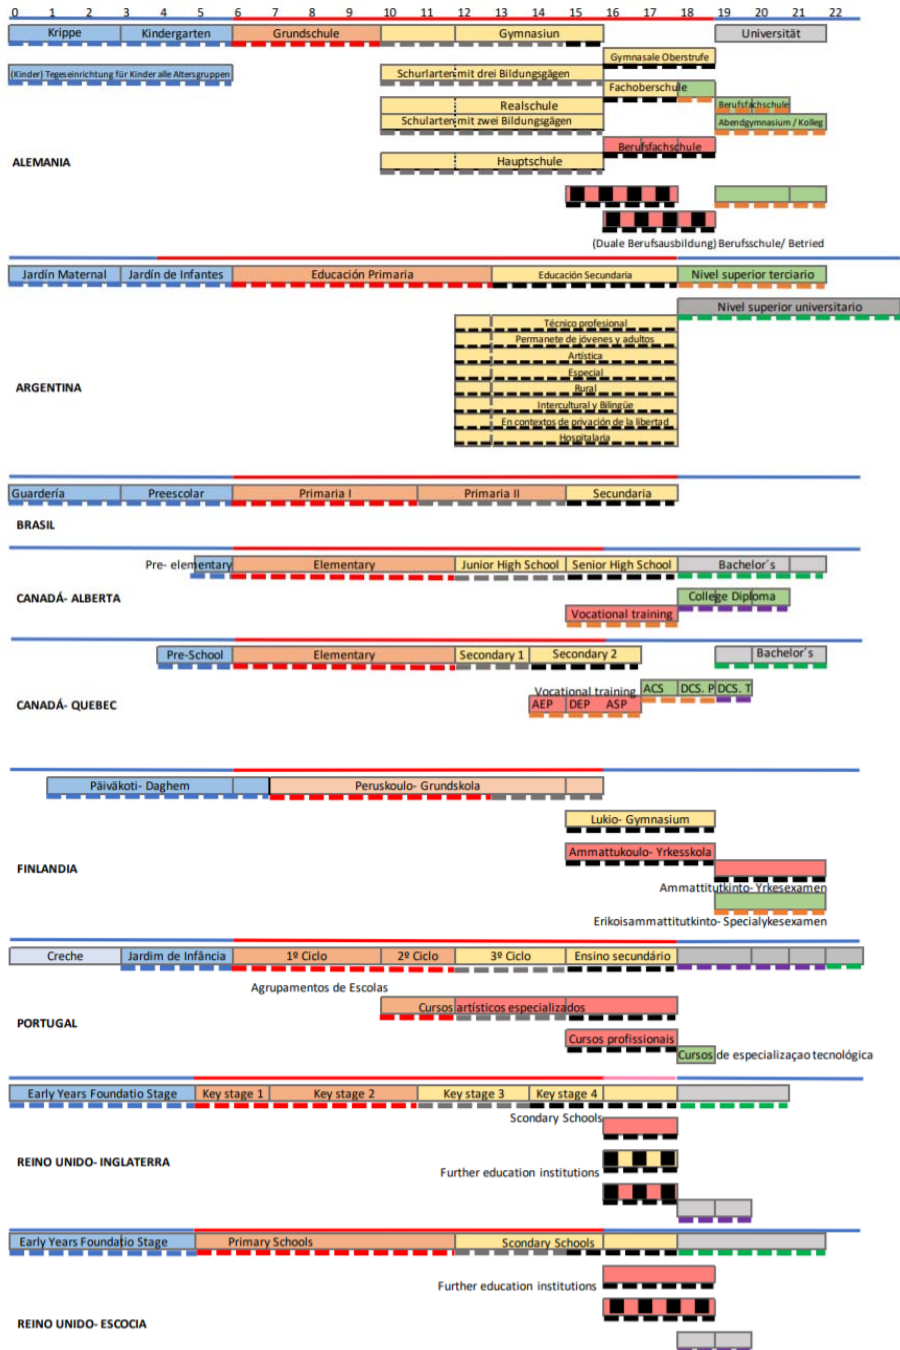 0 1 2 3 4 5 6 7 8 9 10 11 12 13 14 15 16 17 18 19 20 21 22
Krippe Kindergarten Grundschule Gymnasiun Universität
Gymnasale Oberstrufe
(Kinder) Tegeseinrichtung für Kinder alle Altersgruppen Schurlarten mit drei Bildungsgägen
Fachoberschule
Realschule Berufsfachschule
Schularten mit zwei Bildungsgägen Abendgymnasium / Kolleg
Berufsfachschule
ALEMANIA Hauptschule
(Duale Berufsausbildung) Berufsschule/ Betried
Jardín Maternal Jardín de Infantes Educación Primaria Educación Secundaria Nivel superior terciario
Nivel superior universitario
Técnico profesional
Permanete de jóvenes y adultos
Artística
Especial
ARGENTINA Rural
Intercultural y Bilingüe
En contextos de privación de la libertad
Hospitalaria
Guardería Preescolar Primaria I Primaria II Secundaria
BRASIL
Pre- elementary Elementary Junior High School Senior High School Bachelor´s
CANADÁ- ALBERTA College Diploma
Vocational training
Pre-School Elementary Secondary 1 Secondary 2 Bachelor´s
Vocational training ACS DCS. P DCS. T
CANADÁ- QUEBEC AEP DEP ASP
Päiväkoti- Daghem Peruskoulo- Grundskola
Lukio- Gymnasium
Ammattukoulo- Yrkesskola
FINLANDIA
Ammattitutkinto- Yrkesexamen
Erikoisammattitutkinto- Specialykesexamen
Creche Jardim de Infância 1º Ciclo 2º Ciclo 3º Ciclo Ensino secundário
Agrupamentos de Escolas
Cursos artísticos especializados
PORTUGAL
Cursos profissionais
Cursos de especializaçao tecnológica
Early Years Foundatio Stage Key stage 1 Key stage 2 Key stage 3 Key stage 4
Scondary Schools
REINO UNIDO- INGLATERRA
Further education institutions
Early Years Foundatio Stage Primary Schools Scondary Schools
Further education institutions
REINO UNIDO- ESCOCIA